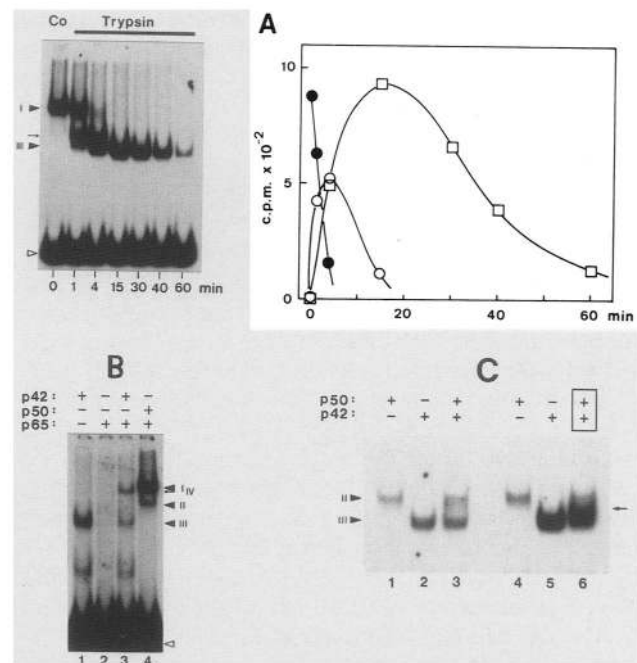 Co Trypsin
I
III
0 1 4 15 30 40 60 min
A
10
5
0
c.p.m. x 10-2
0 20 40 60 min
B
p42: + - + -
p50: - - - +
p65: - + + +
I
IV
II
III
1 2 3 4
C
p50: + - + + - +
p42: - + + - + +
II
III
1 2 3 4 5 6